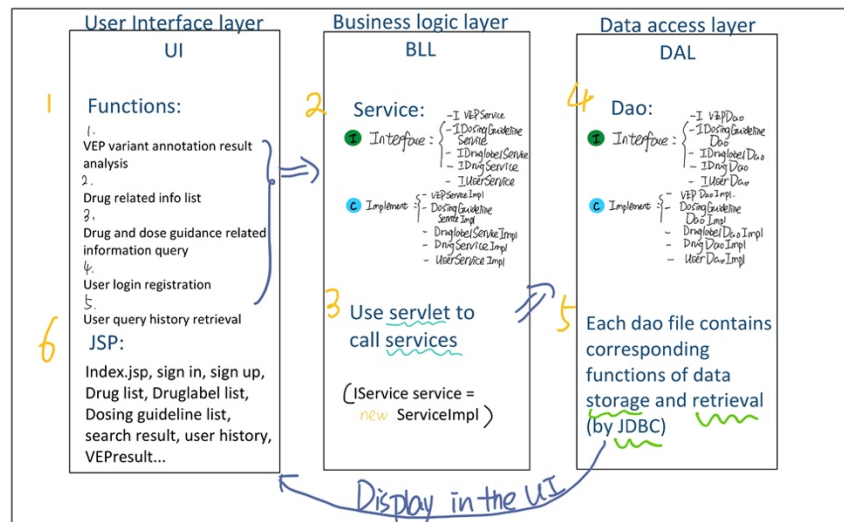 User Interface layer
UI
1
Functions:
1.
VEP variant annotation result
analysis
2.
Drug related info list
3.
Drug and dose guidance related
information query
4.
User login registration
5.
User query history retrieval
6
JSP:
Index.jsp, sign in, sign up,
Drug list, Druglabel list,
Dosing guideline list,
search result, user history,
VEPresult...
Business logic layer
BLL
2
Service:
I Interface:
- I VEPService
- IDosingGuideline
Service
- IDruglabelService
- IDrugService
- IUserService
C Implement:
- VEPServiceImpl
- DosingGuideline
ServiceImpl
- DruglabelServiceImpl
- DrugServiceImpl
- UserServiceImpl
3
Use servlet to
call services
(IService service =
new ServiceImpl)
Data access layer
DAL
4
Dao:
I Interface:
- I VEPDao
- IDosingGuideline
Dao
- IDruglabelDao
- IDrugDao
- IUserDao
C Implement:
- VEP DaoImpl.
- DosingGuideline
DaoImpl
- DruglabelDaoImpl
- DrugDaoImpl
- UserDaoImpl
5
Each dao file contains
corresponding
functions of data
storage and retrieval
(by JDBC)
Display in the UI